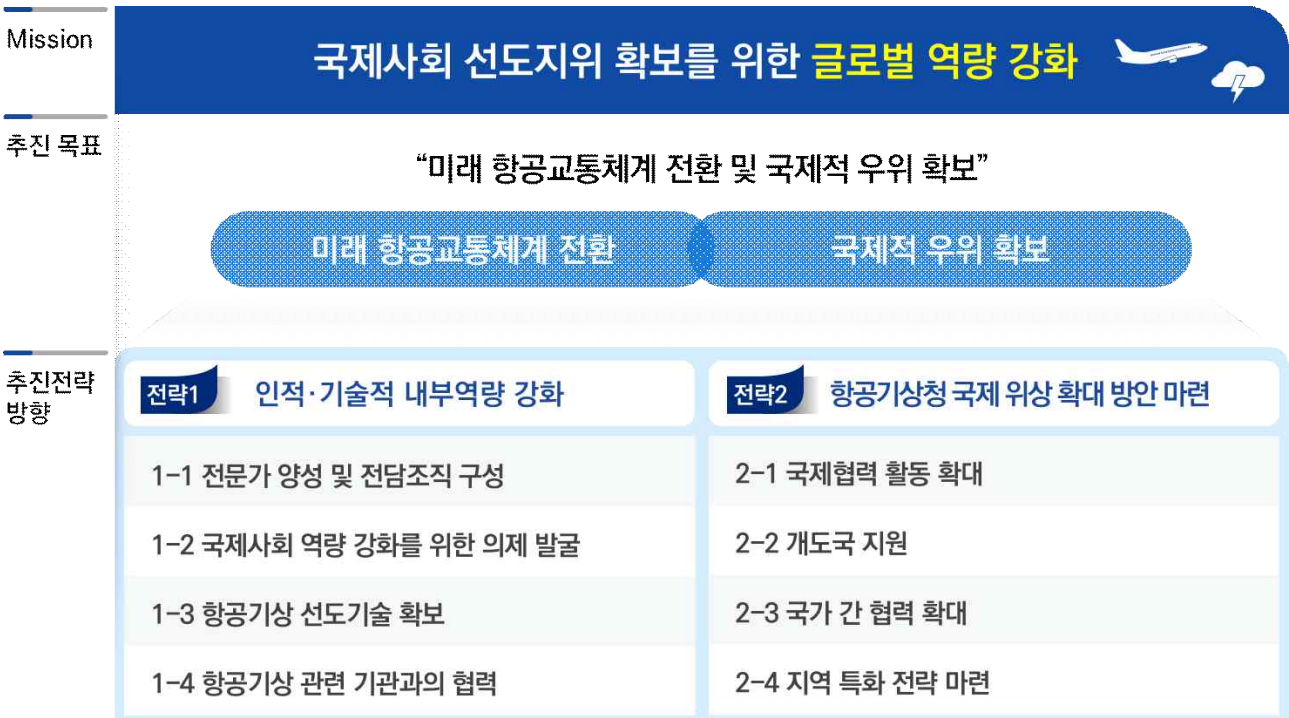 Mission
국제사회 선도지위 확보를 위한 글로벌 역량 강화
추진 목표
“미래 항공교통체계 전환 및 국제적 우위 확보”
미래 항공교통체계 전환
국제적 우위 확보
추진전략
방향
전략1 인적·기술적 내부역량 강화
1-1 전문가 양성 및 전담조직 구성
1-2 국제사회 역량 강화를 위한 의제 발굴
1-3 항공기상 선도기술 확보
1-4 항공기상 관련 기관과의 협력
전략2 항공기상청 국제 위상 확대 방안 마련
2-1 국제협력 활동 확대
2-2 개도국 지원
2-3 국가 간 협력 확대
2-4 지역 특화 전략 마련